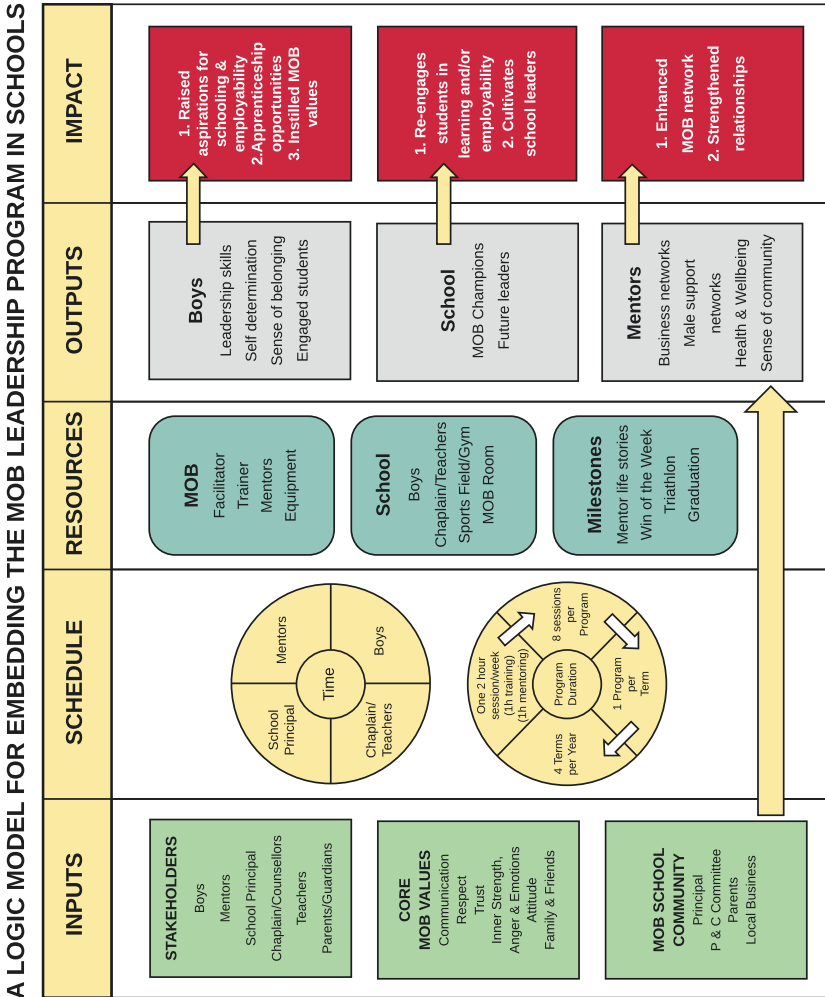 A LOGIC MODEL FOR EMBEDDING THE MOB LEADERSHIP PROGRAM IN SCHOOLS
INPUTS
SCHEDULE
RESOURCES
OUTPUTS
IMPACT
STAKEHOLDERS
Boys
Mentors
School Principal
Chaplain/Counsellors
Teachers
Parents/Guardians
CORE
MOB VALUES
Communication
Respect
Trust
Inner Strength,
Anger & Emotions
Attitude
Family & Friends
MOB SCHOOL
COMMUNITY
Principal
P & C Committee
Parents
Local Business
School
Principal
Mentors
Time
Chaplain/
Teachers
Boys
One 2 hour
session/week
(1h training)
(1h mentoring)
8 sessions
per
Program
1 Program
per
Term
4 Terms
per Year
Program
Duration
MOB
Facilitator
Trainer
Mentors
Equipment
School
Boys
Chaplain/Teachers
Sports Field/Gym
MOB Room
Milestones
Mentor life stories
Win of the Week
Triathlon
Graduation
Boys
Leadership skills
Self determination
Sense of belonging
Engaged students
School
MOB Champions
Future leaders
Mentors
Business networks
Male support
networks
Health & Wellbeing
Sense of community
1. Raised
aspirations for
schooling &
employability
2.Apprenticeship
opportunities
3. Instilled MOB
values
1. Re-engages
students in
learning and/or
employability
2. Cultivates
school leaders
1. Enhanced
MOB network
2. Strengthened
relationships